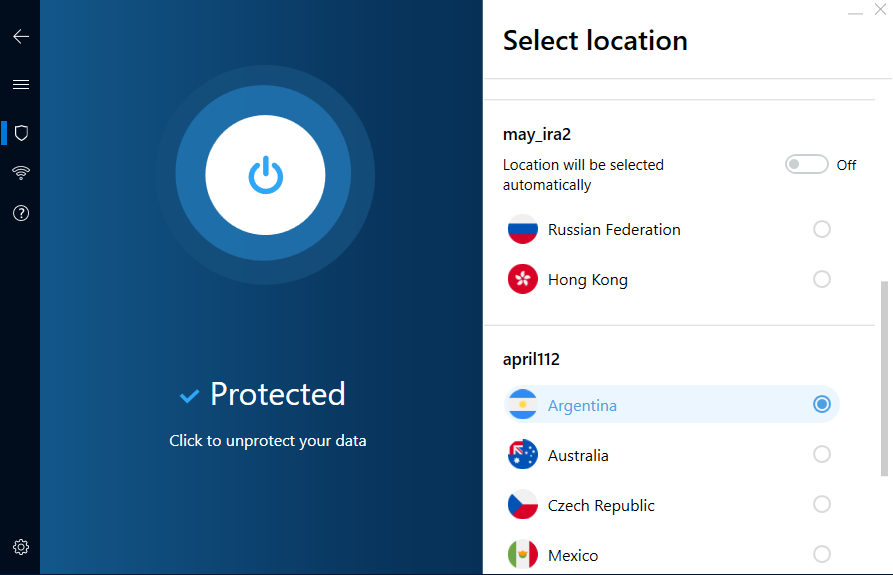 Select location
may_ira2
Location will be selected
automatically
Off
Russian Federation
Hong Kong
april112
Argentina
Australia
Czech Republic
Mexico
Protected
Click to unprotect your data